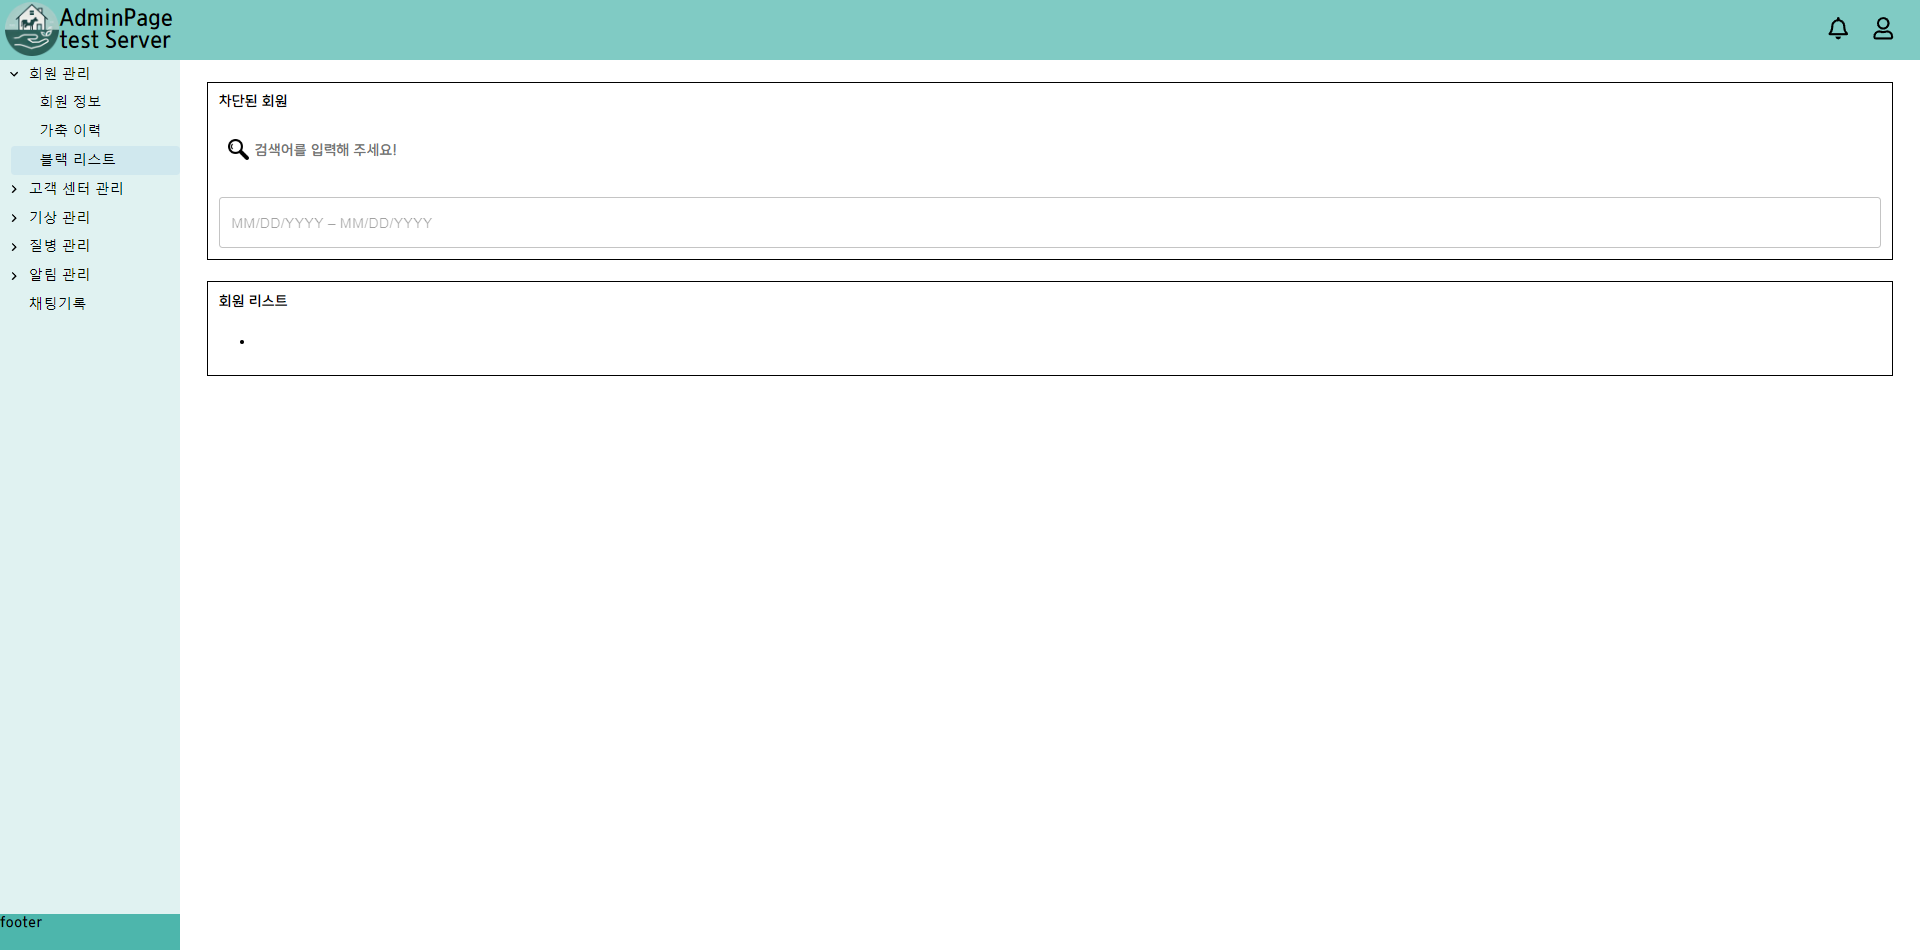 AdminPage
test Server
회원 관리
회원 정보
가축 이력
블랙 리스트
고객 센터 관리
기상 관리
질병 관리
알림 관리
채팅기록
footer
차단된 회원
검색어를 입력해 주세요!
MM/DD/YYYY – MM/DD/YYYY
회원 리스트